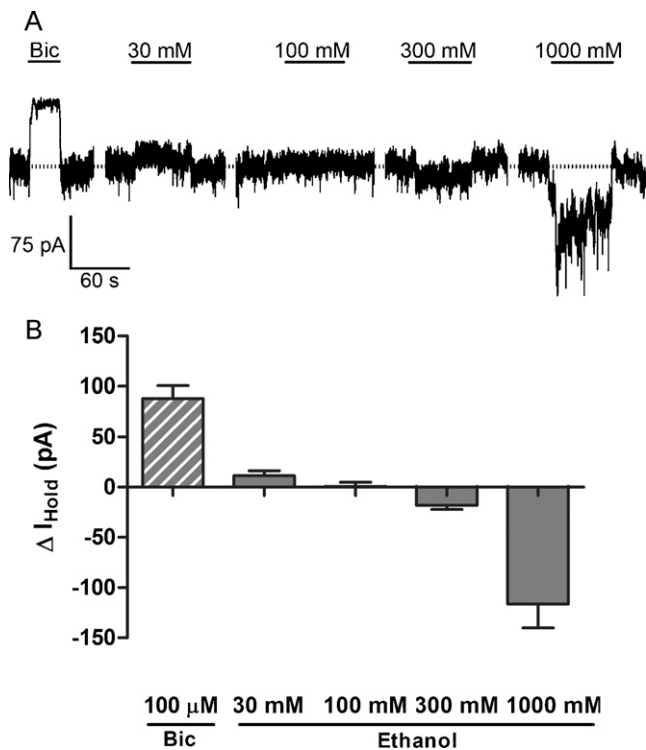 A
Bic 30 mM 100 mM 300 mM 1000 mM
75 pA
60 s
B
150
100
50
0
-50
-100
-150
Δ I Hold (pA)
100 μM 30 mM 100 mM 300 mM 1000 mM
Bic Ethanol